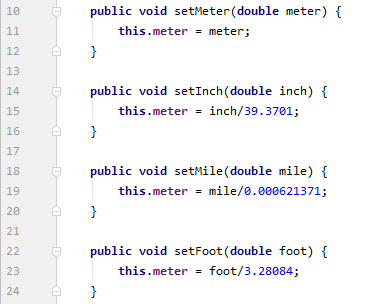 10 public void setMeter(double meter) {
11 this.meter = meter;
12 }
13
14 public void setInch(double inch) {
15 this.meter = inch/39.3701;
16 }
17
18 public void setMile(double mile) {
19 this.meter = mile/0.000621371;
20 }
21
22 public void setFoot(double foot) {
23 this.meter = foot/3.28084;
24 }